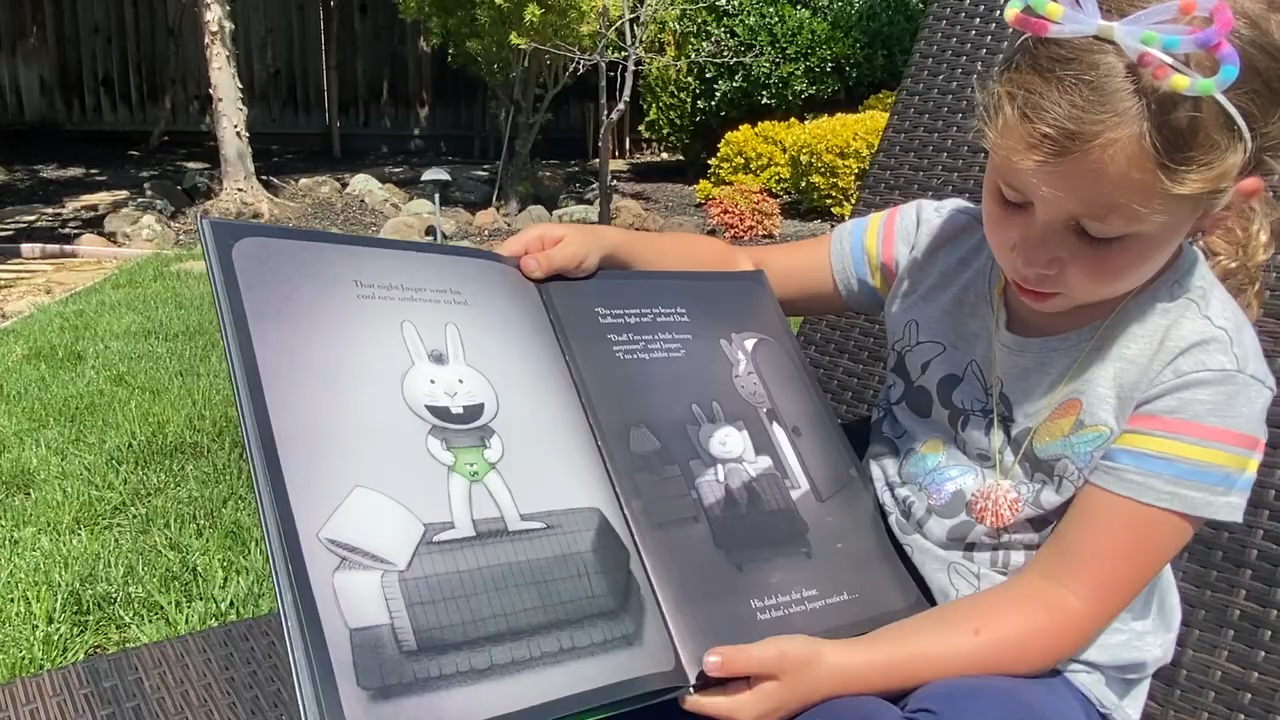 That night Jasper wore his
cool new underwear to bed.
"Do you want me to leave the
hallway light on?" asked Dad.
"Dad! I'm not a little bunny
anymore!" said Jasper.
"I'm a big rabbit now!"
His dad shut the door.
And that's when Jasper noticed . . .